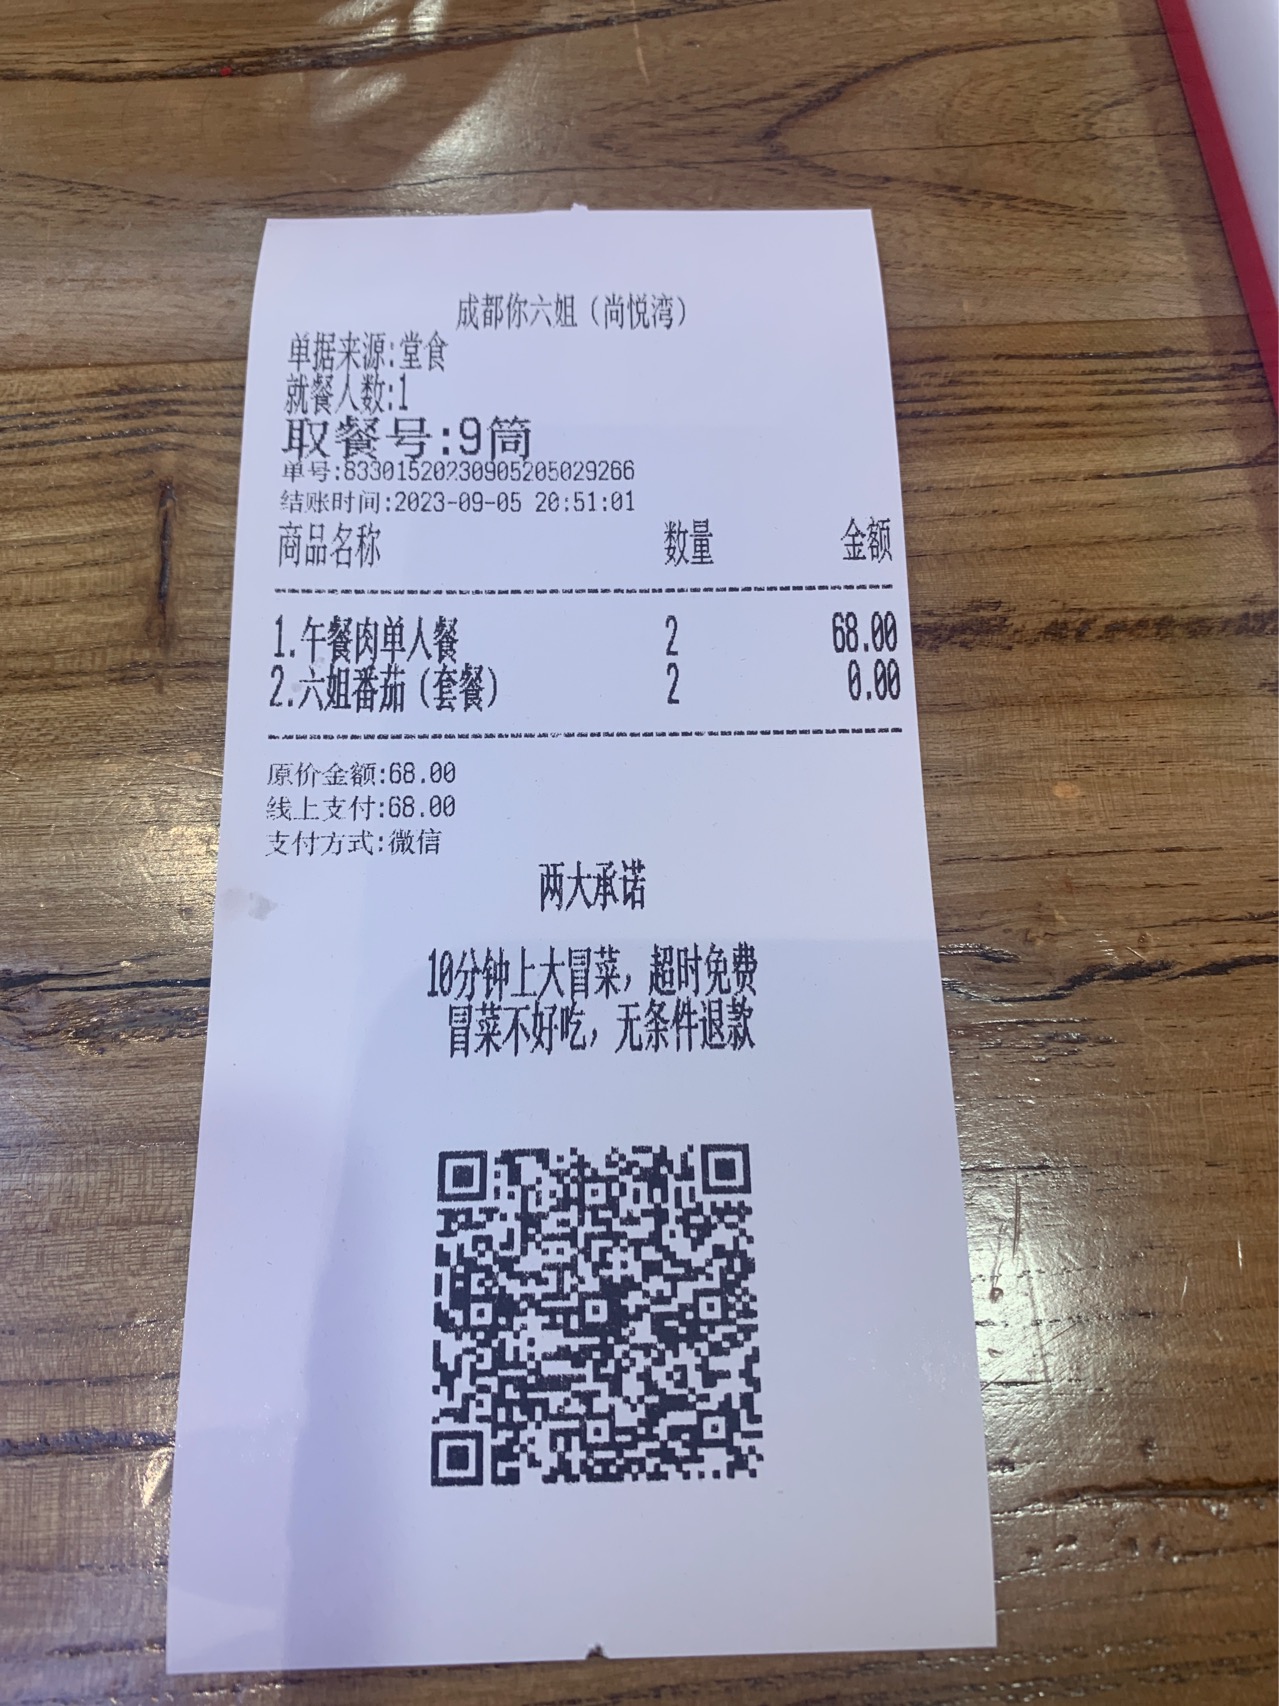 成都你六姐（尚悦湾）
单据来源:堂食
就餐人数:1
取餐号:9筒
单号:83301520230905205029266
结账时间:2023-09-05 20:51:01
商品名称 数量 金额
1.午餐肉单人餐 2 68.00
2.六姐番茄（套餐） 2 0.00
原价金额:68.00
线上支付:68.00
支付方式:微信
两大承诺
10分钟上大冒菜，超时免费
冒菜不好吃，无条件退款